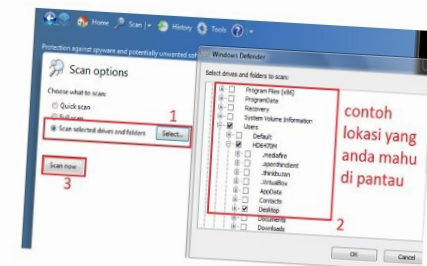 Home Scan History Tools
Protection against spyware and potentially unwanted sof
Scan options
Choose what to scan:
Quick scan
Full scan
Scan selected drives and folders
Select...
1
Scan now
3
Windows Defender
Select drives and folders to scan:
Program Files (x86)
ProgramData
Recovery
System Volume Information
Users
Default
HD6470M
.mediafire
.openthinclient
.thinkbuzan
.VirtualBox
AppData
Contacts
Desktop
Documents
Downloads
contoh
lokasi yang
anda mahu
di pantau
2
OK
Cancel